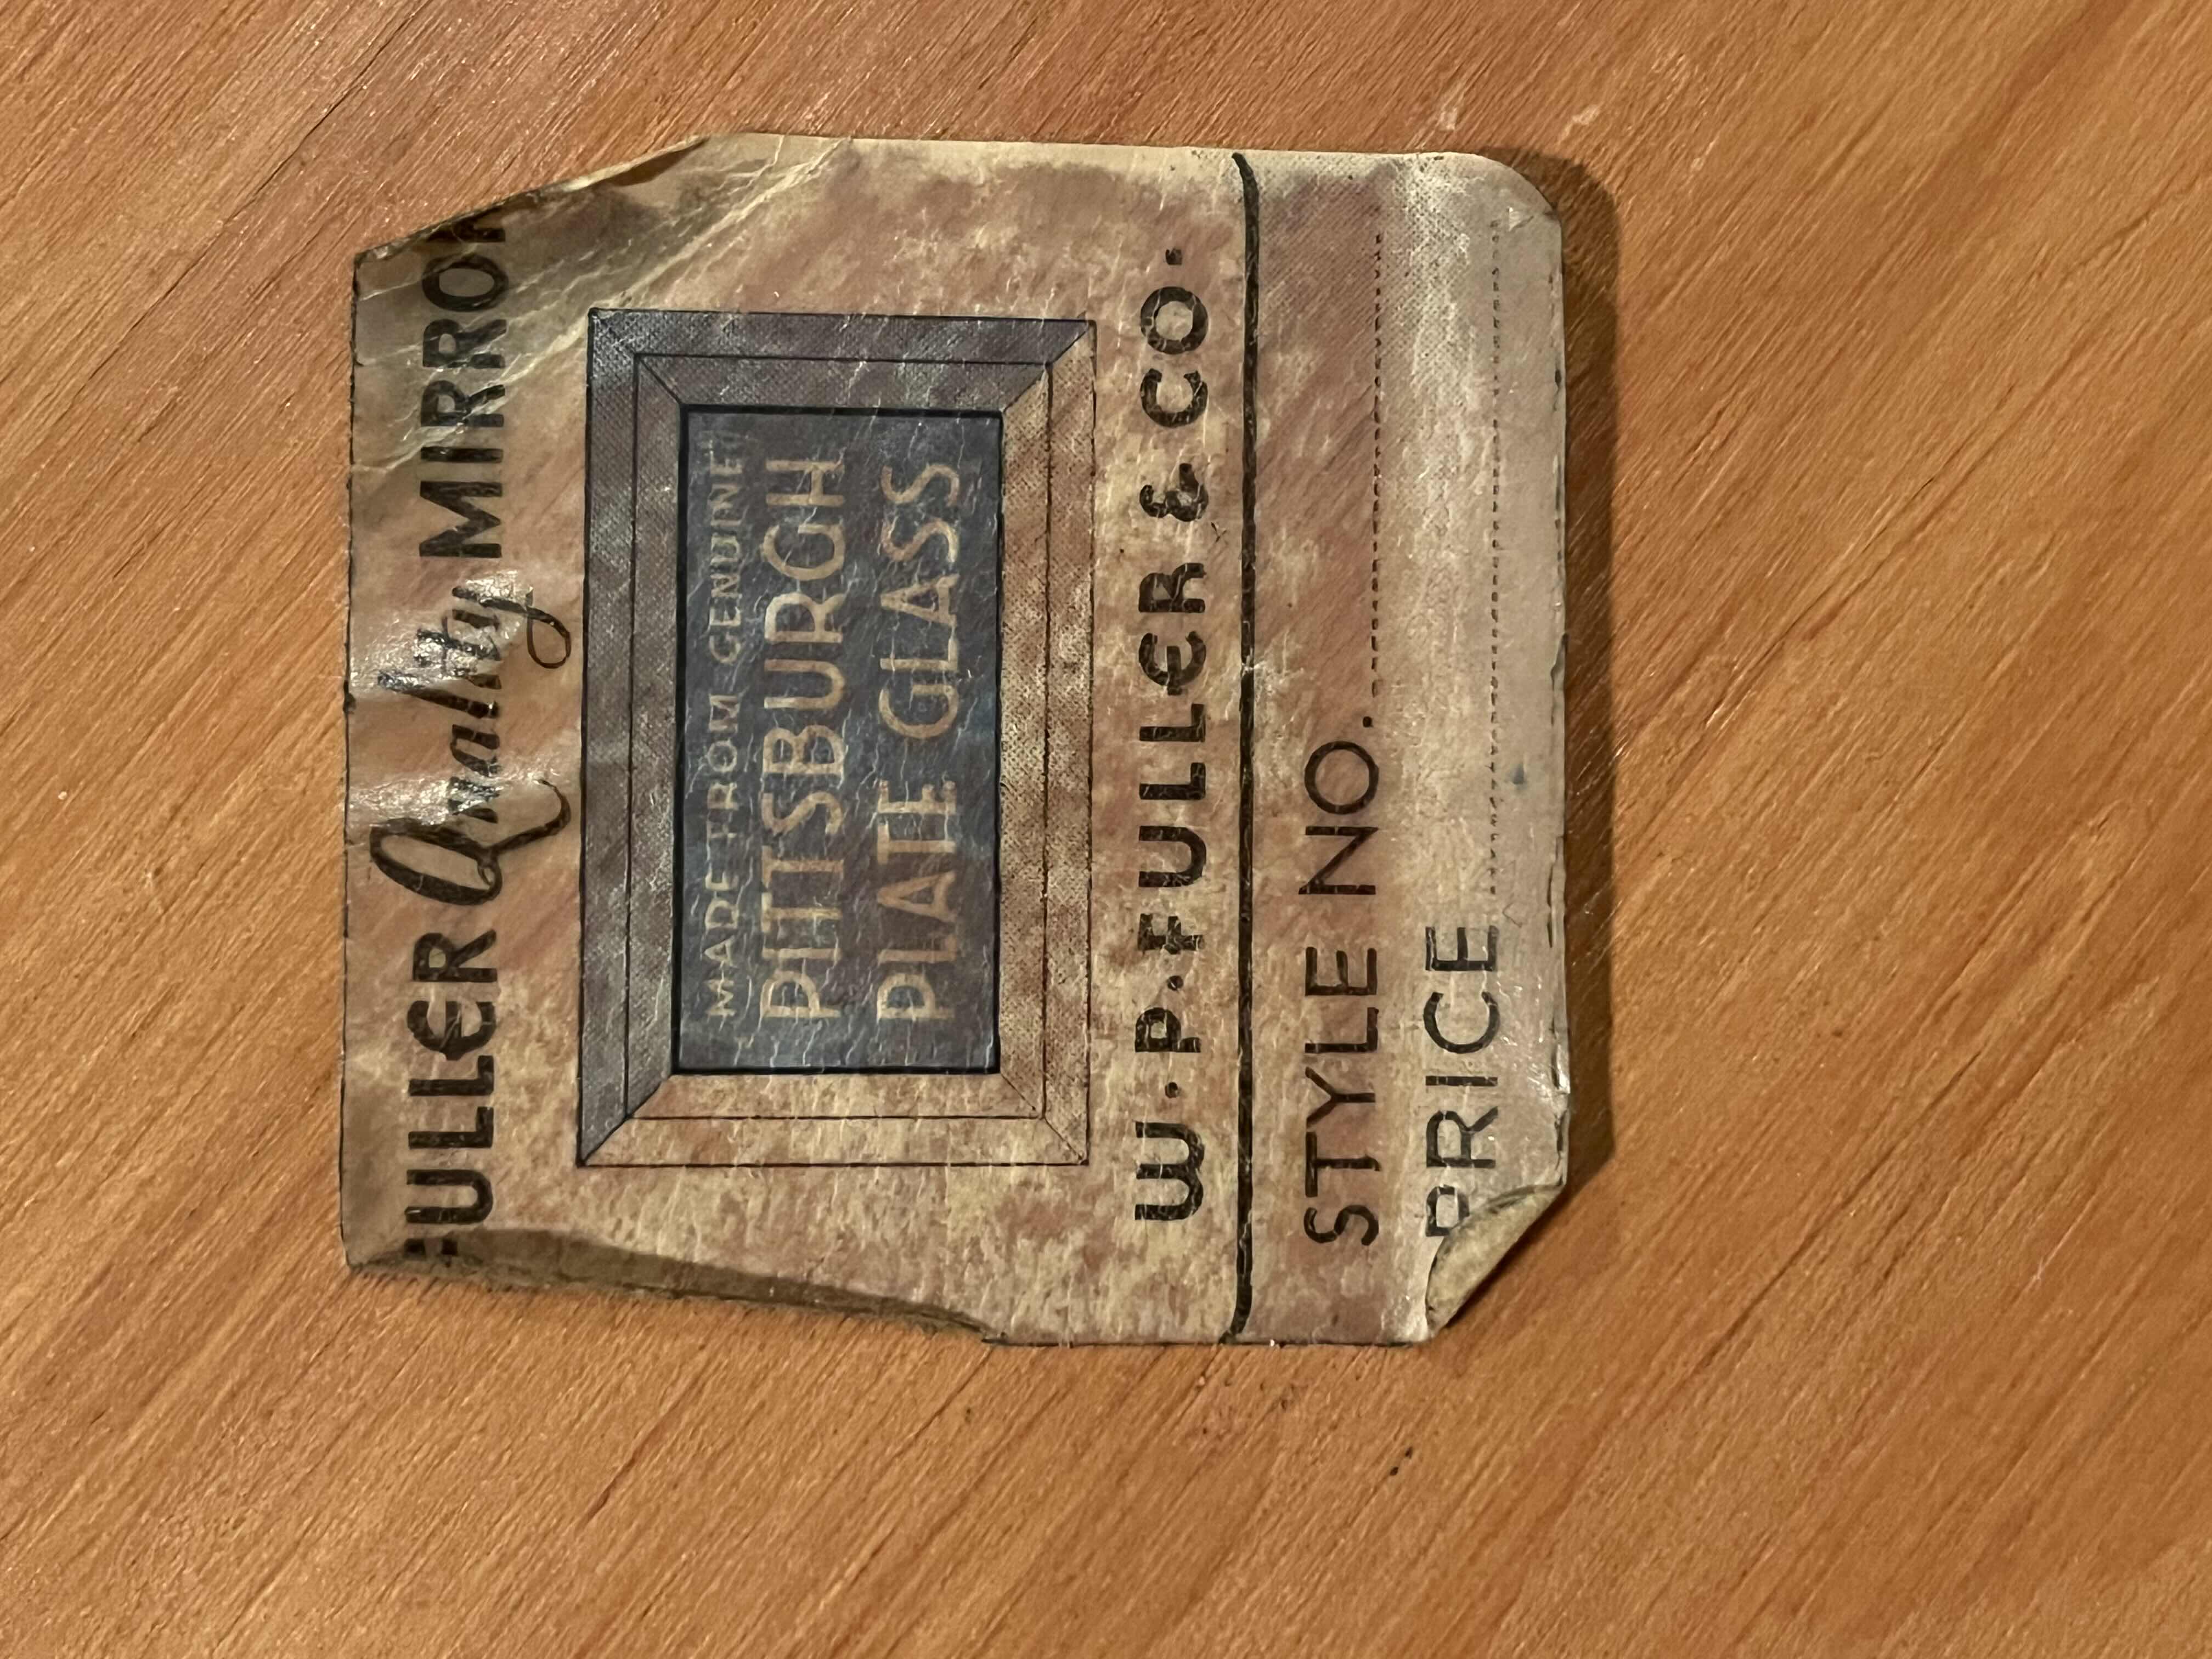 FULLER Quality MIRROR
MADE FROM GENUINE
PITTSBURGH
PLATE GLASS
W.P. FULLER & CO.
STYLE NO.
PRICE